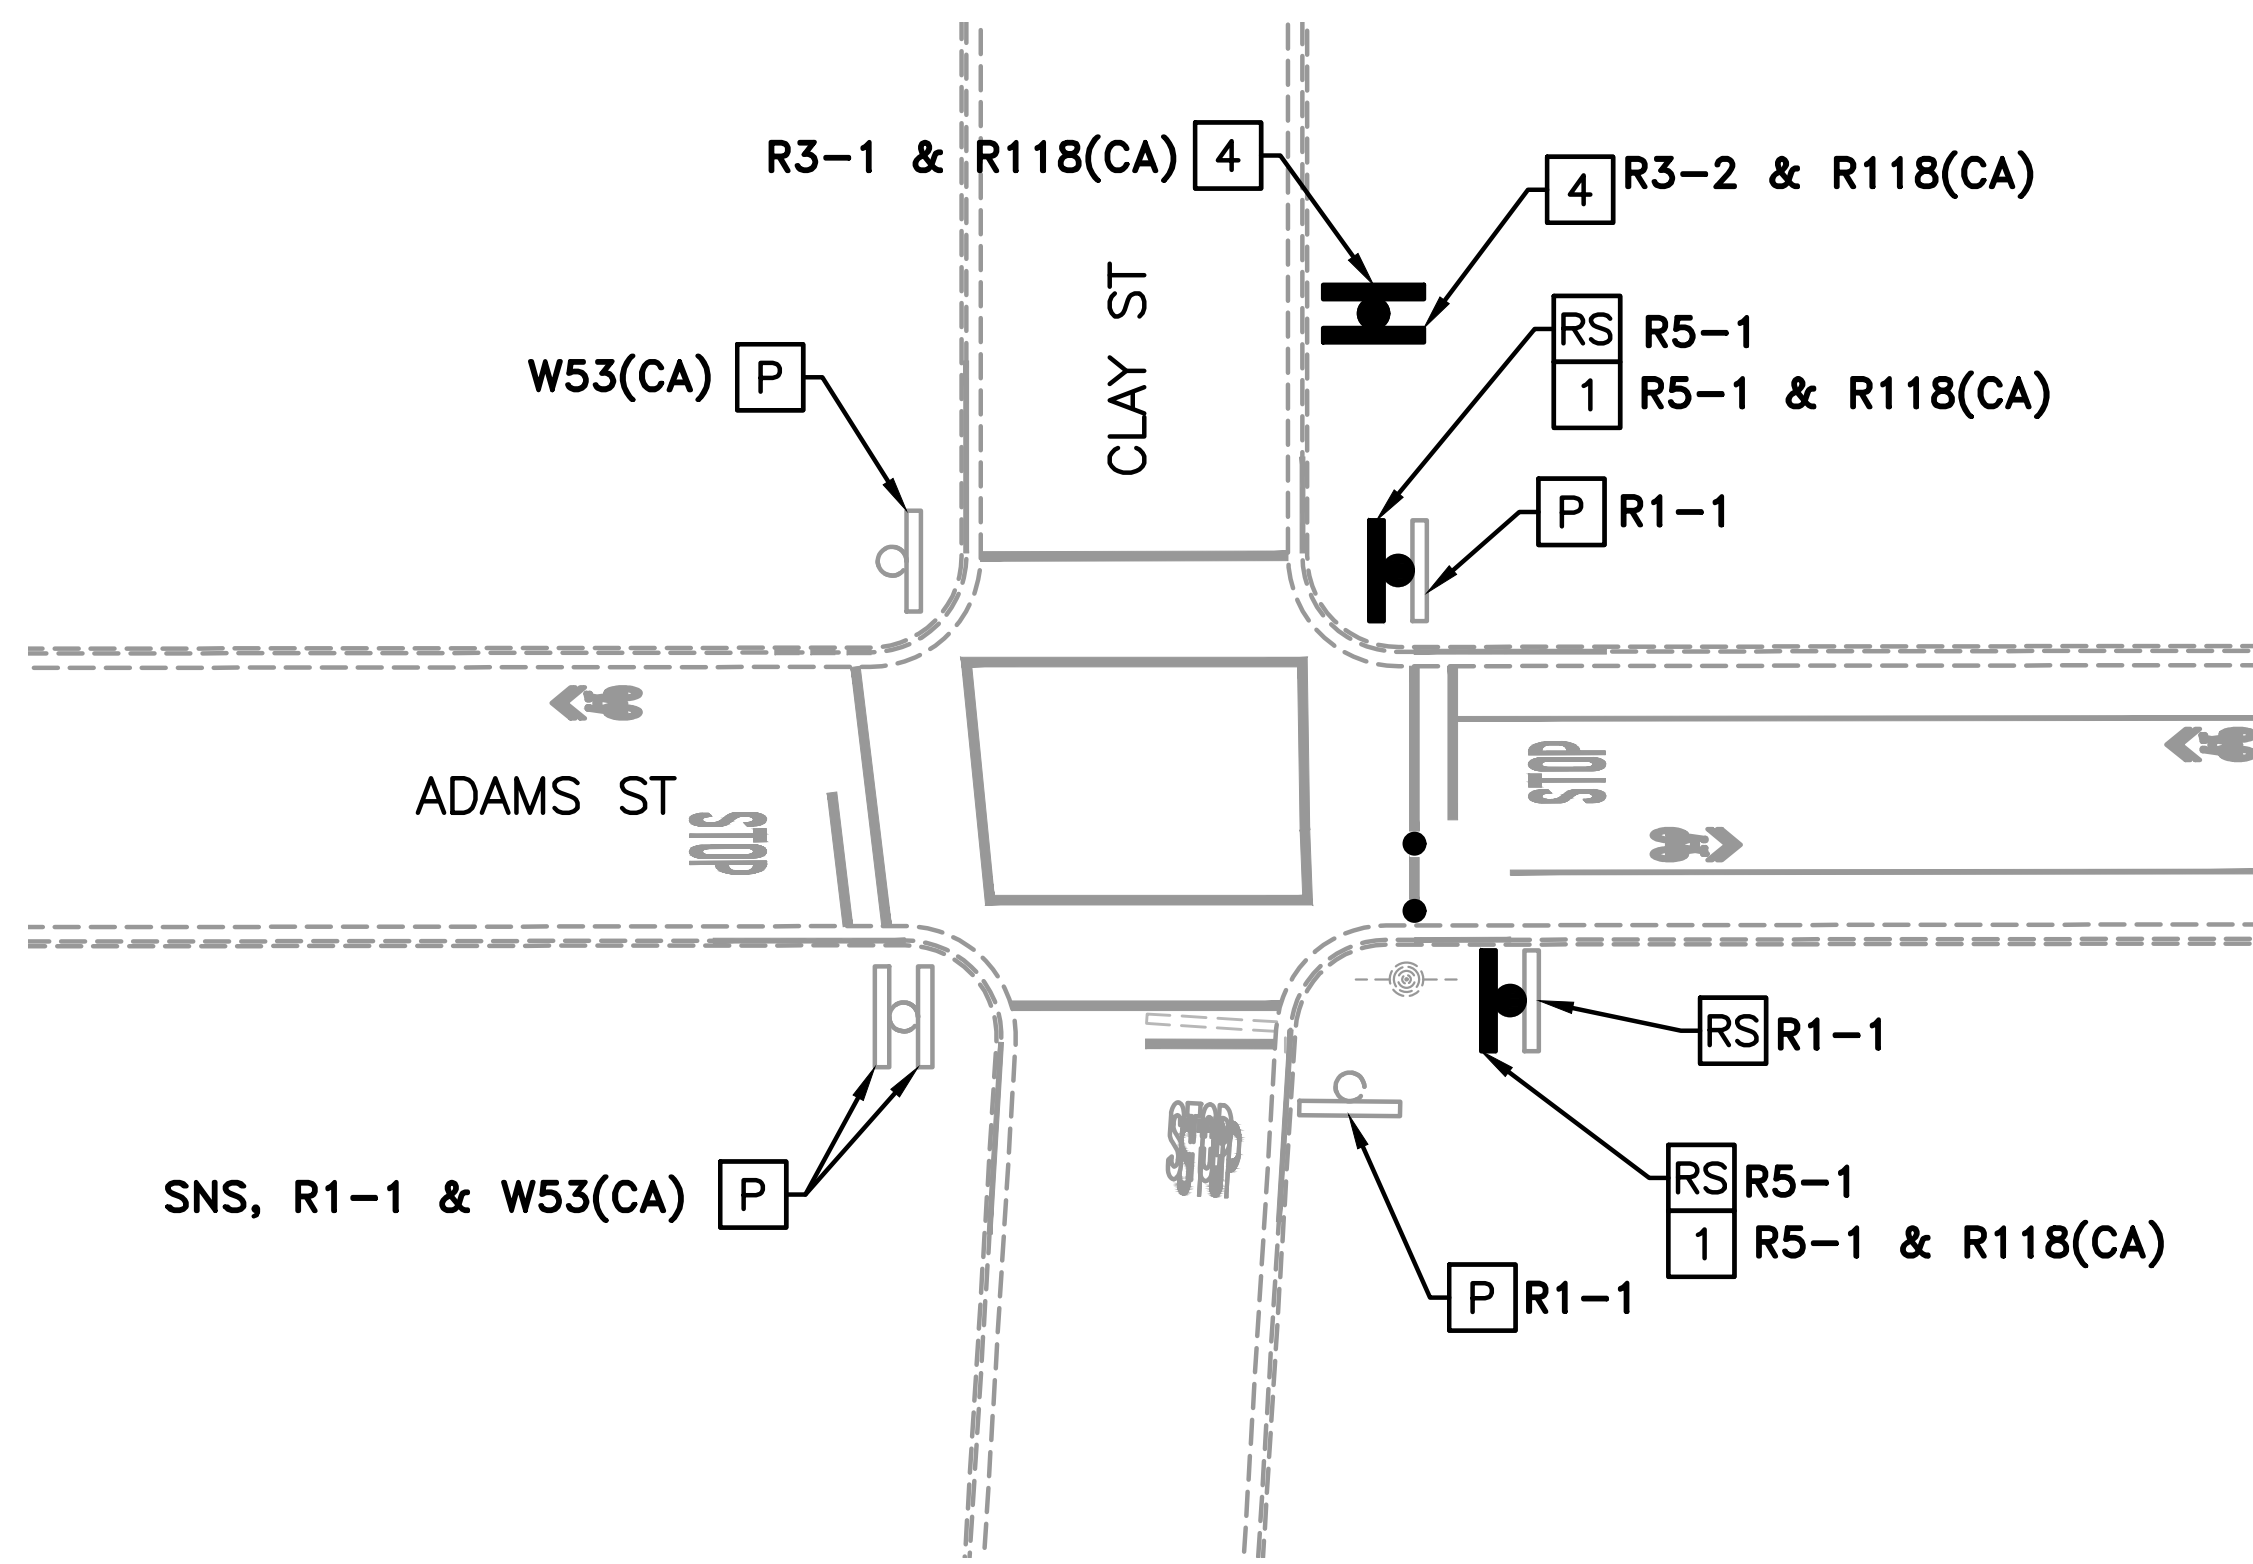 R3-1 & R118(CA) 4
4 R3-2 & R118(CA)
CLAY ST
RS R5-1
1 R5-1 & R118(CA)
W53(CA) P
P R1-1
ADAMS ST
STOP
STOP
RS R1-1
STOP
SNS, R1-1 & W53(CA) P
RS R5-1
1 R5-1 & R118(CA)
P R1-1